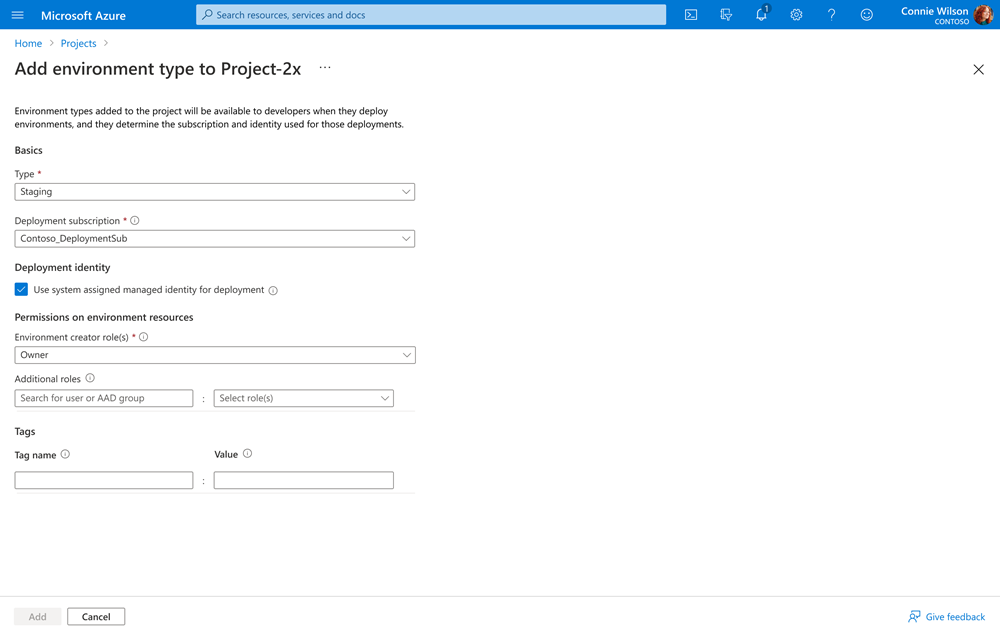 Microsoft Azure
Search resources, services and docs
1
Connie Wilson
CONTOSO
Home > Projects >
Add environment type to Project-2x ...
Environment types added to the project will be available to developers when they deploy
environments, and they determine the subscription and identity used for those deployments.
Basics
Type *
Staging
Deployment subscription *
Contoso_DeploymentSub
Deployment identity
Use system assigned managed identity for deployment
Permissions on environment resources
Environment creator role(s) *
Owner
Additional roles
Search for user or AAD group : Select role(s)
Tags
Tag name Value
:
Add Cancel Give feedback